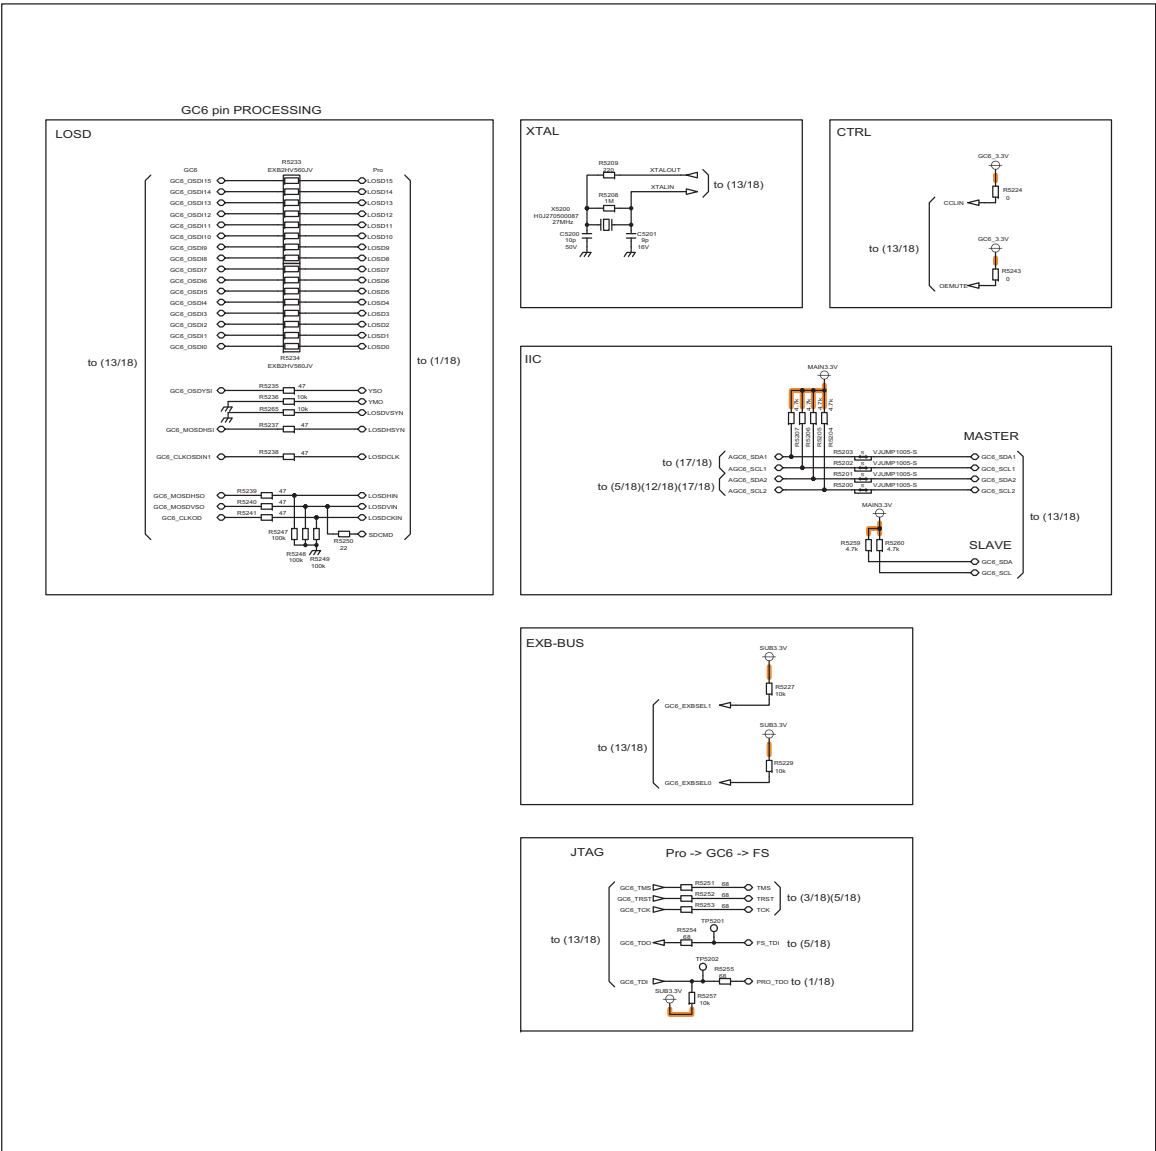 GC6 pin PROCESSING
LOSD
R5233
EXB2HV560JV
GC6
Pro
GC6_OSDI15 LOSD15
GC6_OSDI14 LOSD14
GC6_OSDI13 LOSD13
GC6_OSDI12 LOSD12
GC6_OSDI11 LOSD11
GC6_OSDI10 LOSD10
GC6_OSDI9 LOSD9
GC6_OSDI8 LOSD8
GC6_OSDI7 LOSD7
GC6_OSDI6 LOSD6
GC6_OSDI5 LOSD5
GC6_OSDI4 LOSD4
GC6_OSDI3 LOSD3
GC6_OSDI2 LOSD2
GC6_OSDI1 LOSD1
GC6_OSDI0 LOSD0
R5234
EXB2HV560JV
to (13/18)
to (1/18)
GC6_OSDYSI R5235 47 YSO
R5236 10k YMO
R5265 10k LOSDVSYN
GC6_MOSDHSI R5237 47 LOSDHSYN
GC6_CLKOSDIN1 R5238 47 LOSDCLK
GC6_MOSDHSO R5239 47 LOSDHIN
GC6_MOSDVSO R5240 47 LOSDVIN
GC6_CLKOD R5241 47 LOSDCKIN
R5247
100k
R5248
100k
R5249
100k
R5250
22
SDCMD
XTAL
R5209
220
XTALOUT
R5208
1M
XTALIN
to (13/18)
X5200
H0J270500087
27MHz
C5200
10p
50V
C5201
9p
16V
CTRL
GC6_3.3V
R5224
0
CCLIN
to (13/18)
GC6_3.3V
R5243
0
OEMUTE
IIC
MAIN3.3V
4.7k
4.7k
4.7k
4.7k
R5207
R5206
R5205
R5204
MASTER
to (17/18)
to (5/18)(12/18)(17/18)
AGC6_SDA1 R5203 S VJUMP1005-S GC6_SDA1
AGC6_SCL1 R5202 S VJUMP1005-S GC6_SCL1
AGC6_SDA2 R5201 S VJUMP1005-S GC6_SDA2
AGC6_SCL2 R5200 S VJUMP1005-S GC6_SCL2
to (13/18)
MAIN3.3V
R5259
4.7k
R5260
4.7k
SLAVE
GC6_SDA
GC6_SCL
EXB-BUS
SUB3.3V
R5227
10k
GC6_EXBSEL1
to (13/18)
SUB3.3V
R5229
10k
GC6_EXBSEL0
JTAG
Pro -> GC6 -> FS
GC6_TMS R5251 68 TMS
GC6_TRST R5252 68 TRST
GC6_TCK R5253 68 TCK
to (3/18)(5/18)
to (13/18)
TP5201
R5254
68
GC6_TDO FS_TDI to (5/18)
TP5202
R5255
68
GC6_TDI PRO_TDO to (1/18)
SUB3.3V
R5257
10k